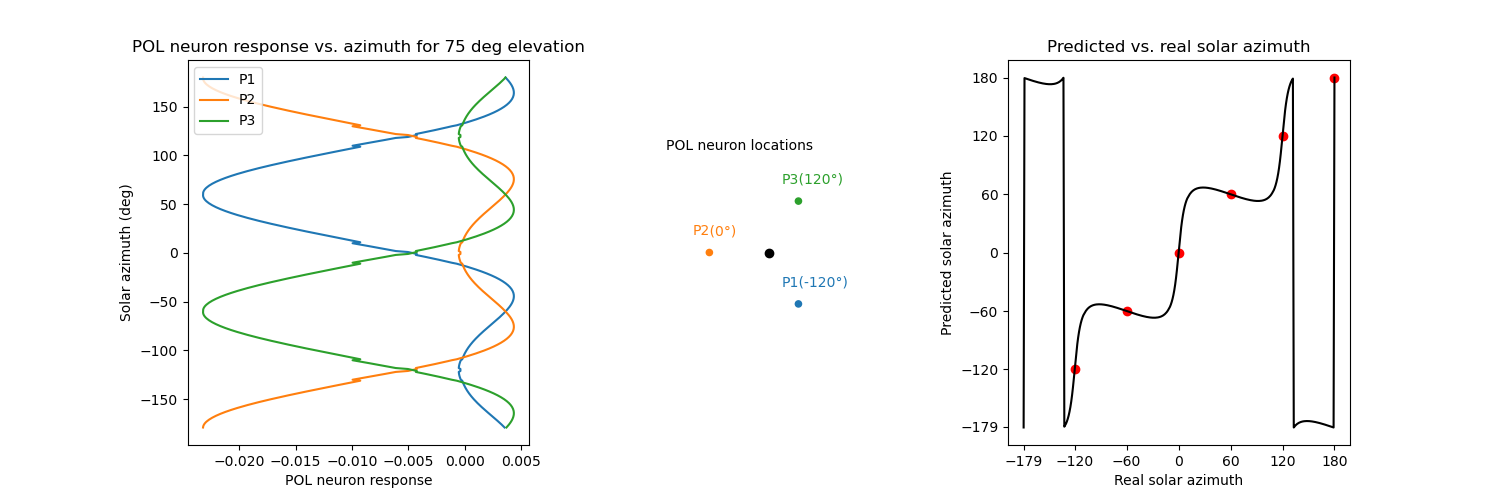 POL neuron response vs. azimuth for 75 deg elevation
P1
P2
P3
150
100
50
0
−50
−100
−150
Solar azimuth (deg)
−0.020 −0.015 −0.010 −0.005 0.000 0.005
POL neuron response
POL neuron locations
P3(120°)
P2(0°)
P1(-120°)
Predicted vs. real solar azimuth
180
120
60
0
−60
−120
−179
Predicted solar azimuth
−179 −120 −60 0 60 120 180
Real solar azimuth